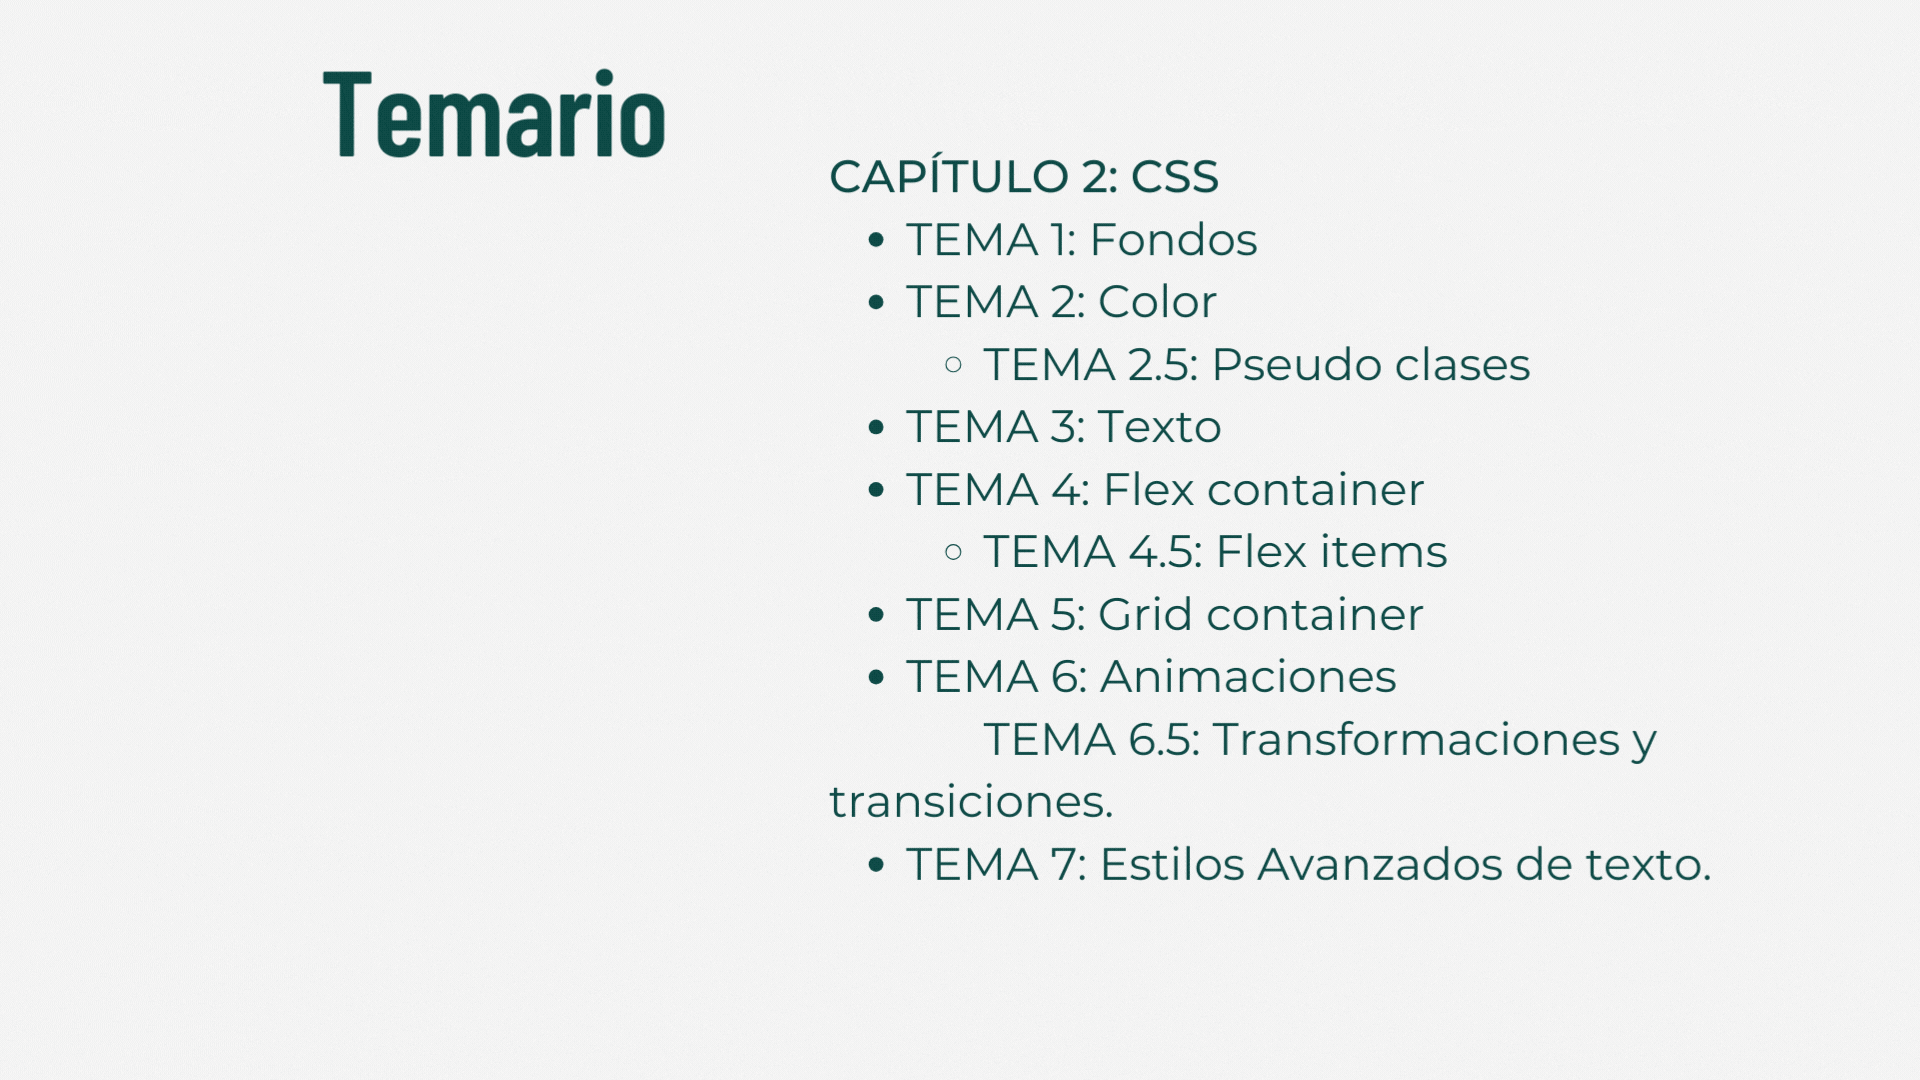 Temario
CAPÍTULO 2: CSS
• TEMA 1: Fondos
• TEMA 2: Color
○ TEMA 2.5: Pseudo clases
• TEMA 3: Texto
• TEMA 4: Flex container
○ TEMA 4.5: Flex items
• TEMA 5: Grid container
• TEMA 6: Animaciones
TEMA 6.5: Transformaciones y
transiciones.
• TEMA 7: Estilos Avanzados de texto.